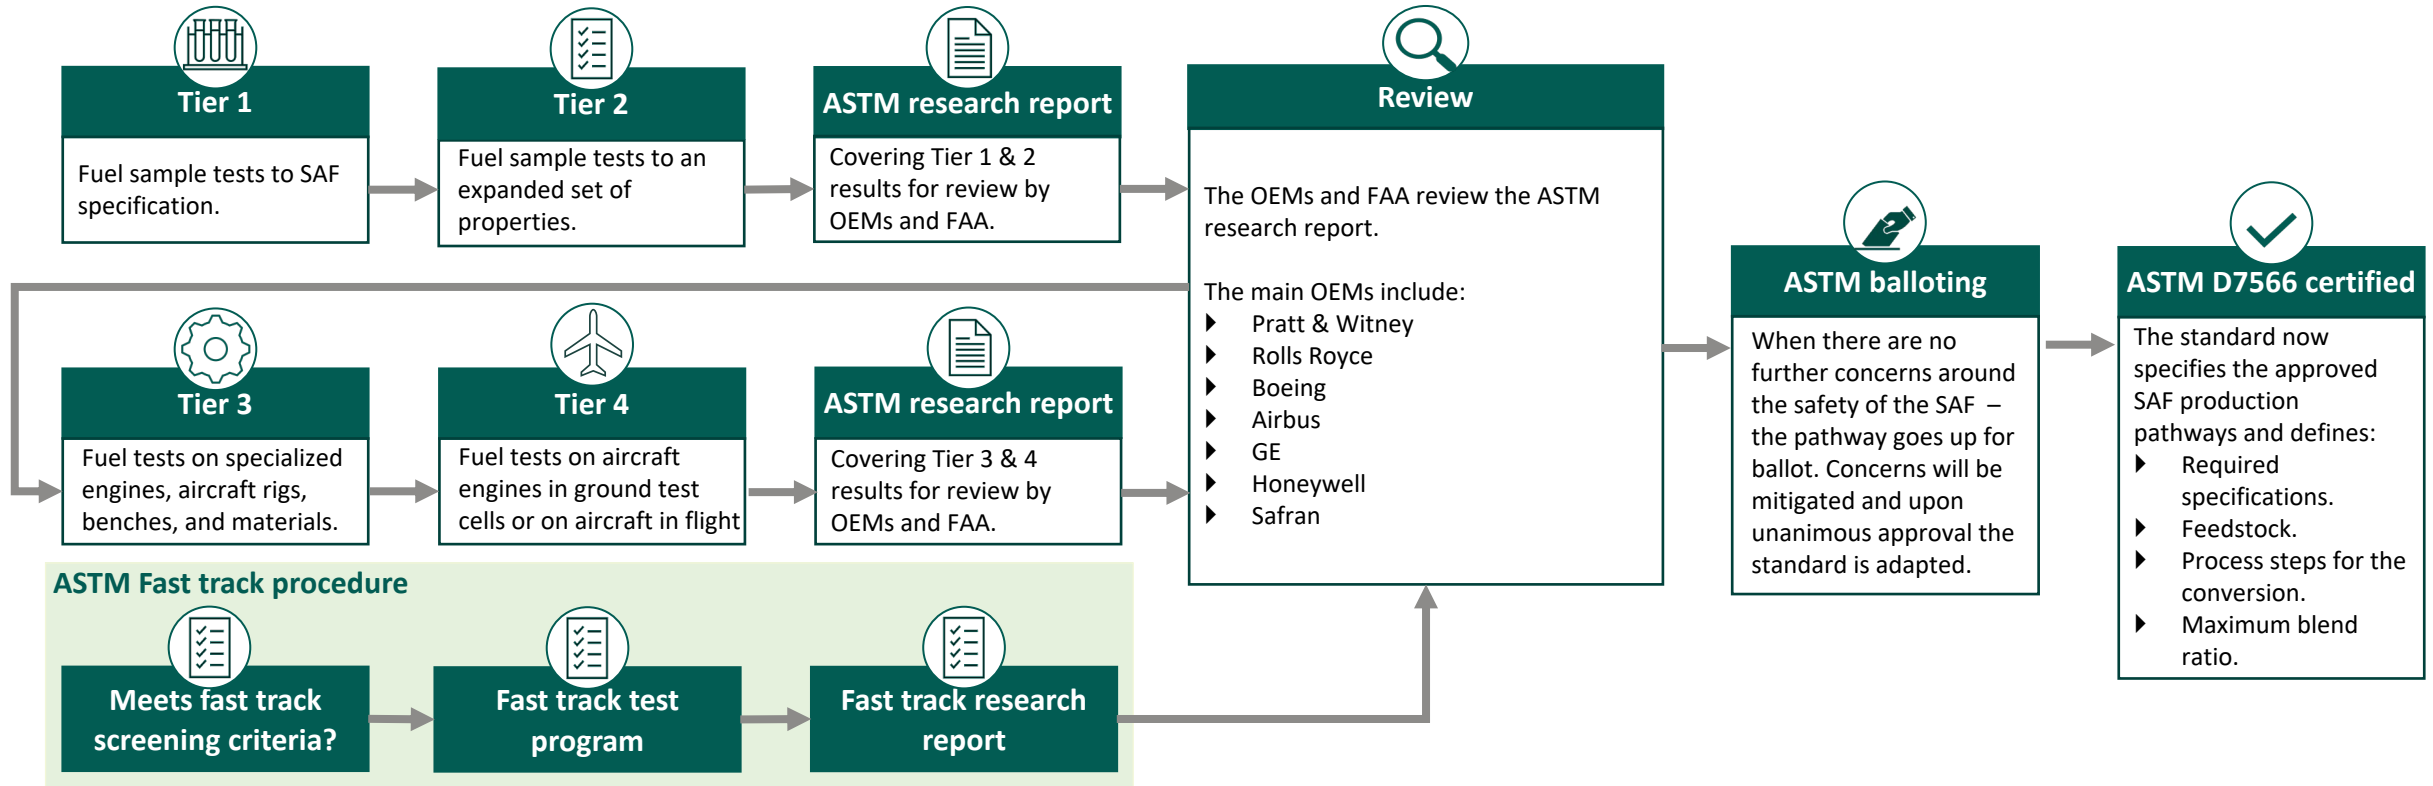 Tier 1
Fuel sample tests to SAF
specification.
Tier 2
Fuel sample tests to an
expanded set of
properties.
ASTM research report
Covering Tier 1 & 2
results for review by
OEMs and FAA.
Review
The OEMs and FAA review the ASTM
research report.
The main OEMs include:
Pratt & Witney
Rolls Royce
Boeing
Airbus
GE
Honeywell
Safran
Tier 3
Fuel tests on specialized
engines, aircraft rigs,
benches, and materials.
Tier 4
Fuel tests on aircraft
engines in ground test
cells or on aircraft in flight
ASTM research report
Covering Tier 3 & 4
results for review by
OEMs and FAA.
ASTM balloting
When there are no
further concerns around
the safety of the SAF –
the pathway goes up for
ballot. Concerns will be
mitigated and upon
unanimous approval the
standard is adapted.
ASTM D7566 certified
The standard now
specifies the approved
SAF production
pathways and defines:
Required
specifications.
Feedstock.
Process steps for the
conversion.
Maximum blend
ratio.
ASTM Fast track procedure
Meets fast track
screening criteria?
Fast track test
program
Fast track research
report